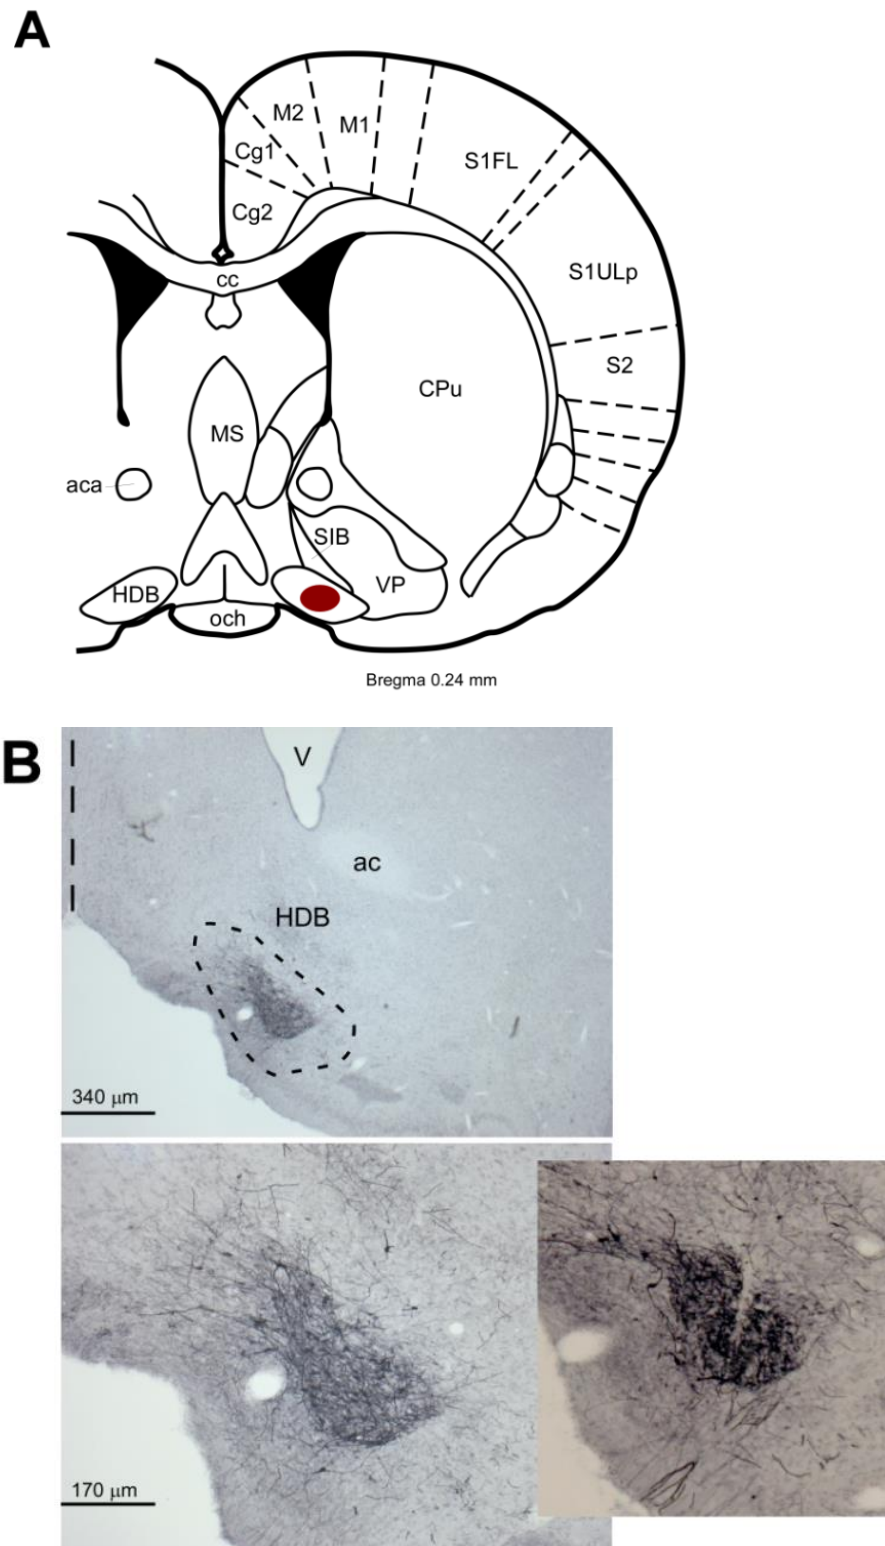 A
M2
M1
Cg1
S1FL
Cg2
S1ULp
cc
S2
CPu
MS
aca
SIB
VP
HDB
och
Bregma 0.24 mm
B
V
ac
HDB
340 μm
170 μm